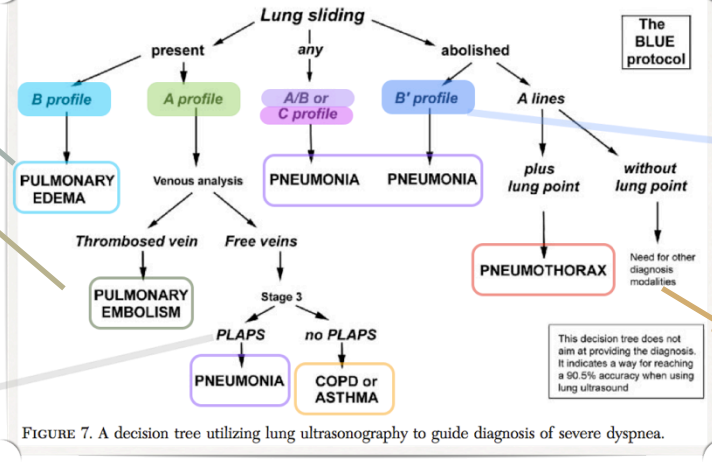 Lung sliding
The
BLUE
protocol
present
any
abolished
B profile
A profile
A/B or
C profile
B' profile
A lines
PULMONARY
EDEMA
Venous analysis
PNEUMONIA
PNEUMONIA
plus
lung point
without
lung point
Thrombosed vein
Free veins
PULMONARY
EMBOLISM
Stage 3
PNEUMOTHORAX
Need for other
diagnosis
modalities
PLAPS
no PLAPS
PNEUMONIA
COPD or
ASTHMA
This decision tree does not
aim at providing the diagnosis.
It indicates a way for reaching
a 90.5% accuracy when using
lung ultrasound
FIGURE 7. A decision tree utilizing lung ultrasonography to guide diagnosis of severe dyspnea.